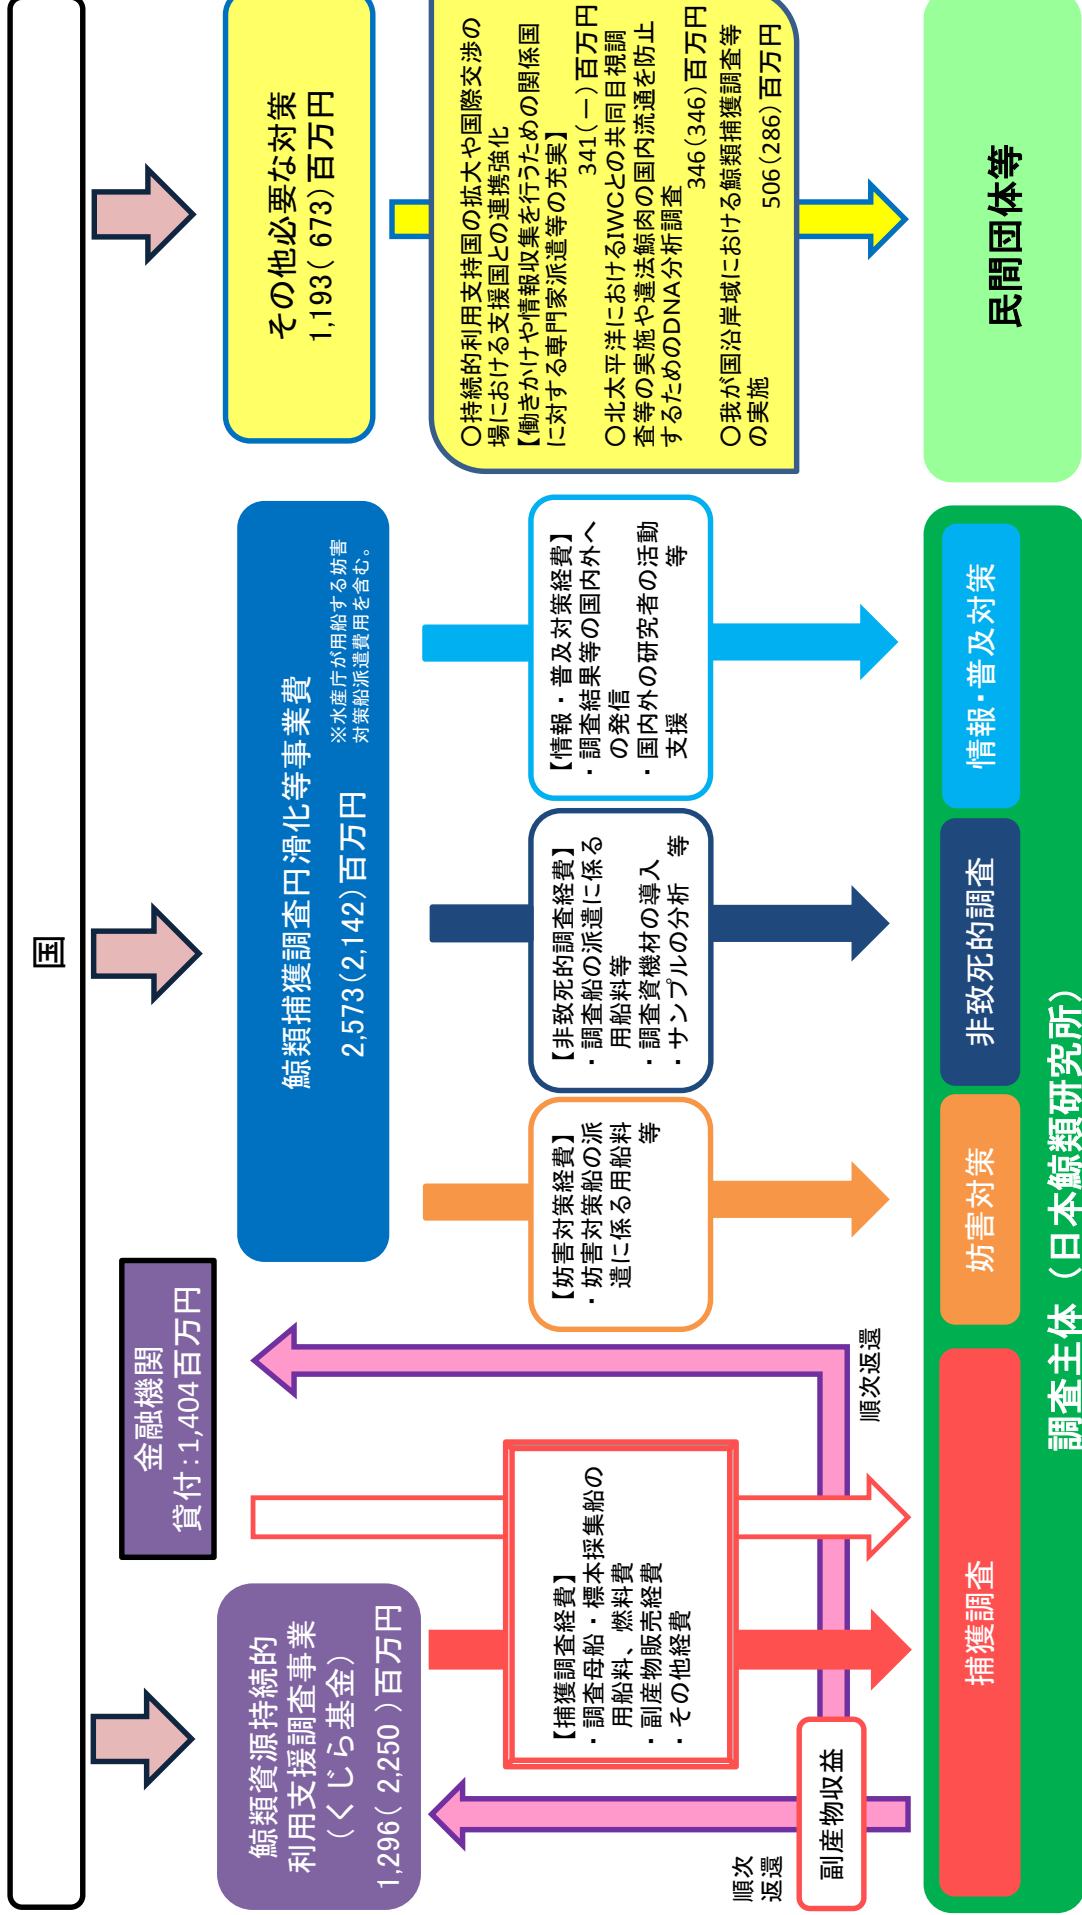 国
金融機関
貸付：1,404百万円
鯨類資源持続的
利用支援調査事業
（くじら基金）
1,296( 2,250 )百万円
鯨類捕獲調査円滑化等事業費
2,573(2,142)百万円
※水産庁が用船する妨害
対策船派遣費用を含む。
その他必要な対策
1,193( 673)百万円
【捕獲調査経費】
・調査母船・標本採集船の
用船料、燃料費
・副産物販売経費
・その他経費
【妨害対策経費】
・妨害対策船の派
遣に係る用船料
等
【非致死的調査経費】
・調査船の派遣に係る
用船料等
・調査資機材の導入
・サンプルの分析　等
【情報・普及対策経費】
・調査結果等の国内外へ
の発信
・国内外の研究者の活動
支援　　　　　　等
〇持続的利用支持国の拡大や国際交渉の
場における支援国との連携強化
【働きかけや情報収集を行うための関係国
に対する専門家派遣等の充実】
341(－)百万円
〇北太平洋におけるIWCとの共同目視調
査等の実施や違法鯨肉の国内流通を防止
するためのDNA分析調査
346(346)百万円
〇我が国沿岸域における鯨類捕獲調査等
の実施
506(286)百万円
順次
返還
副産物収益
順次返還
捕獲調査
妨害対策
非致死的調査
情報・普及対策
調査主体（日本鯨類研究所）
民間団体等